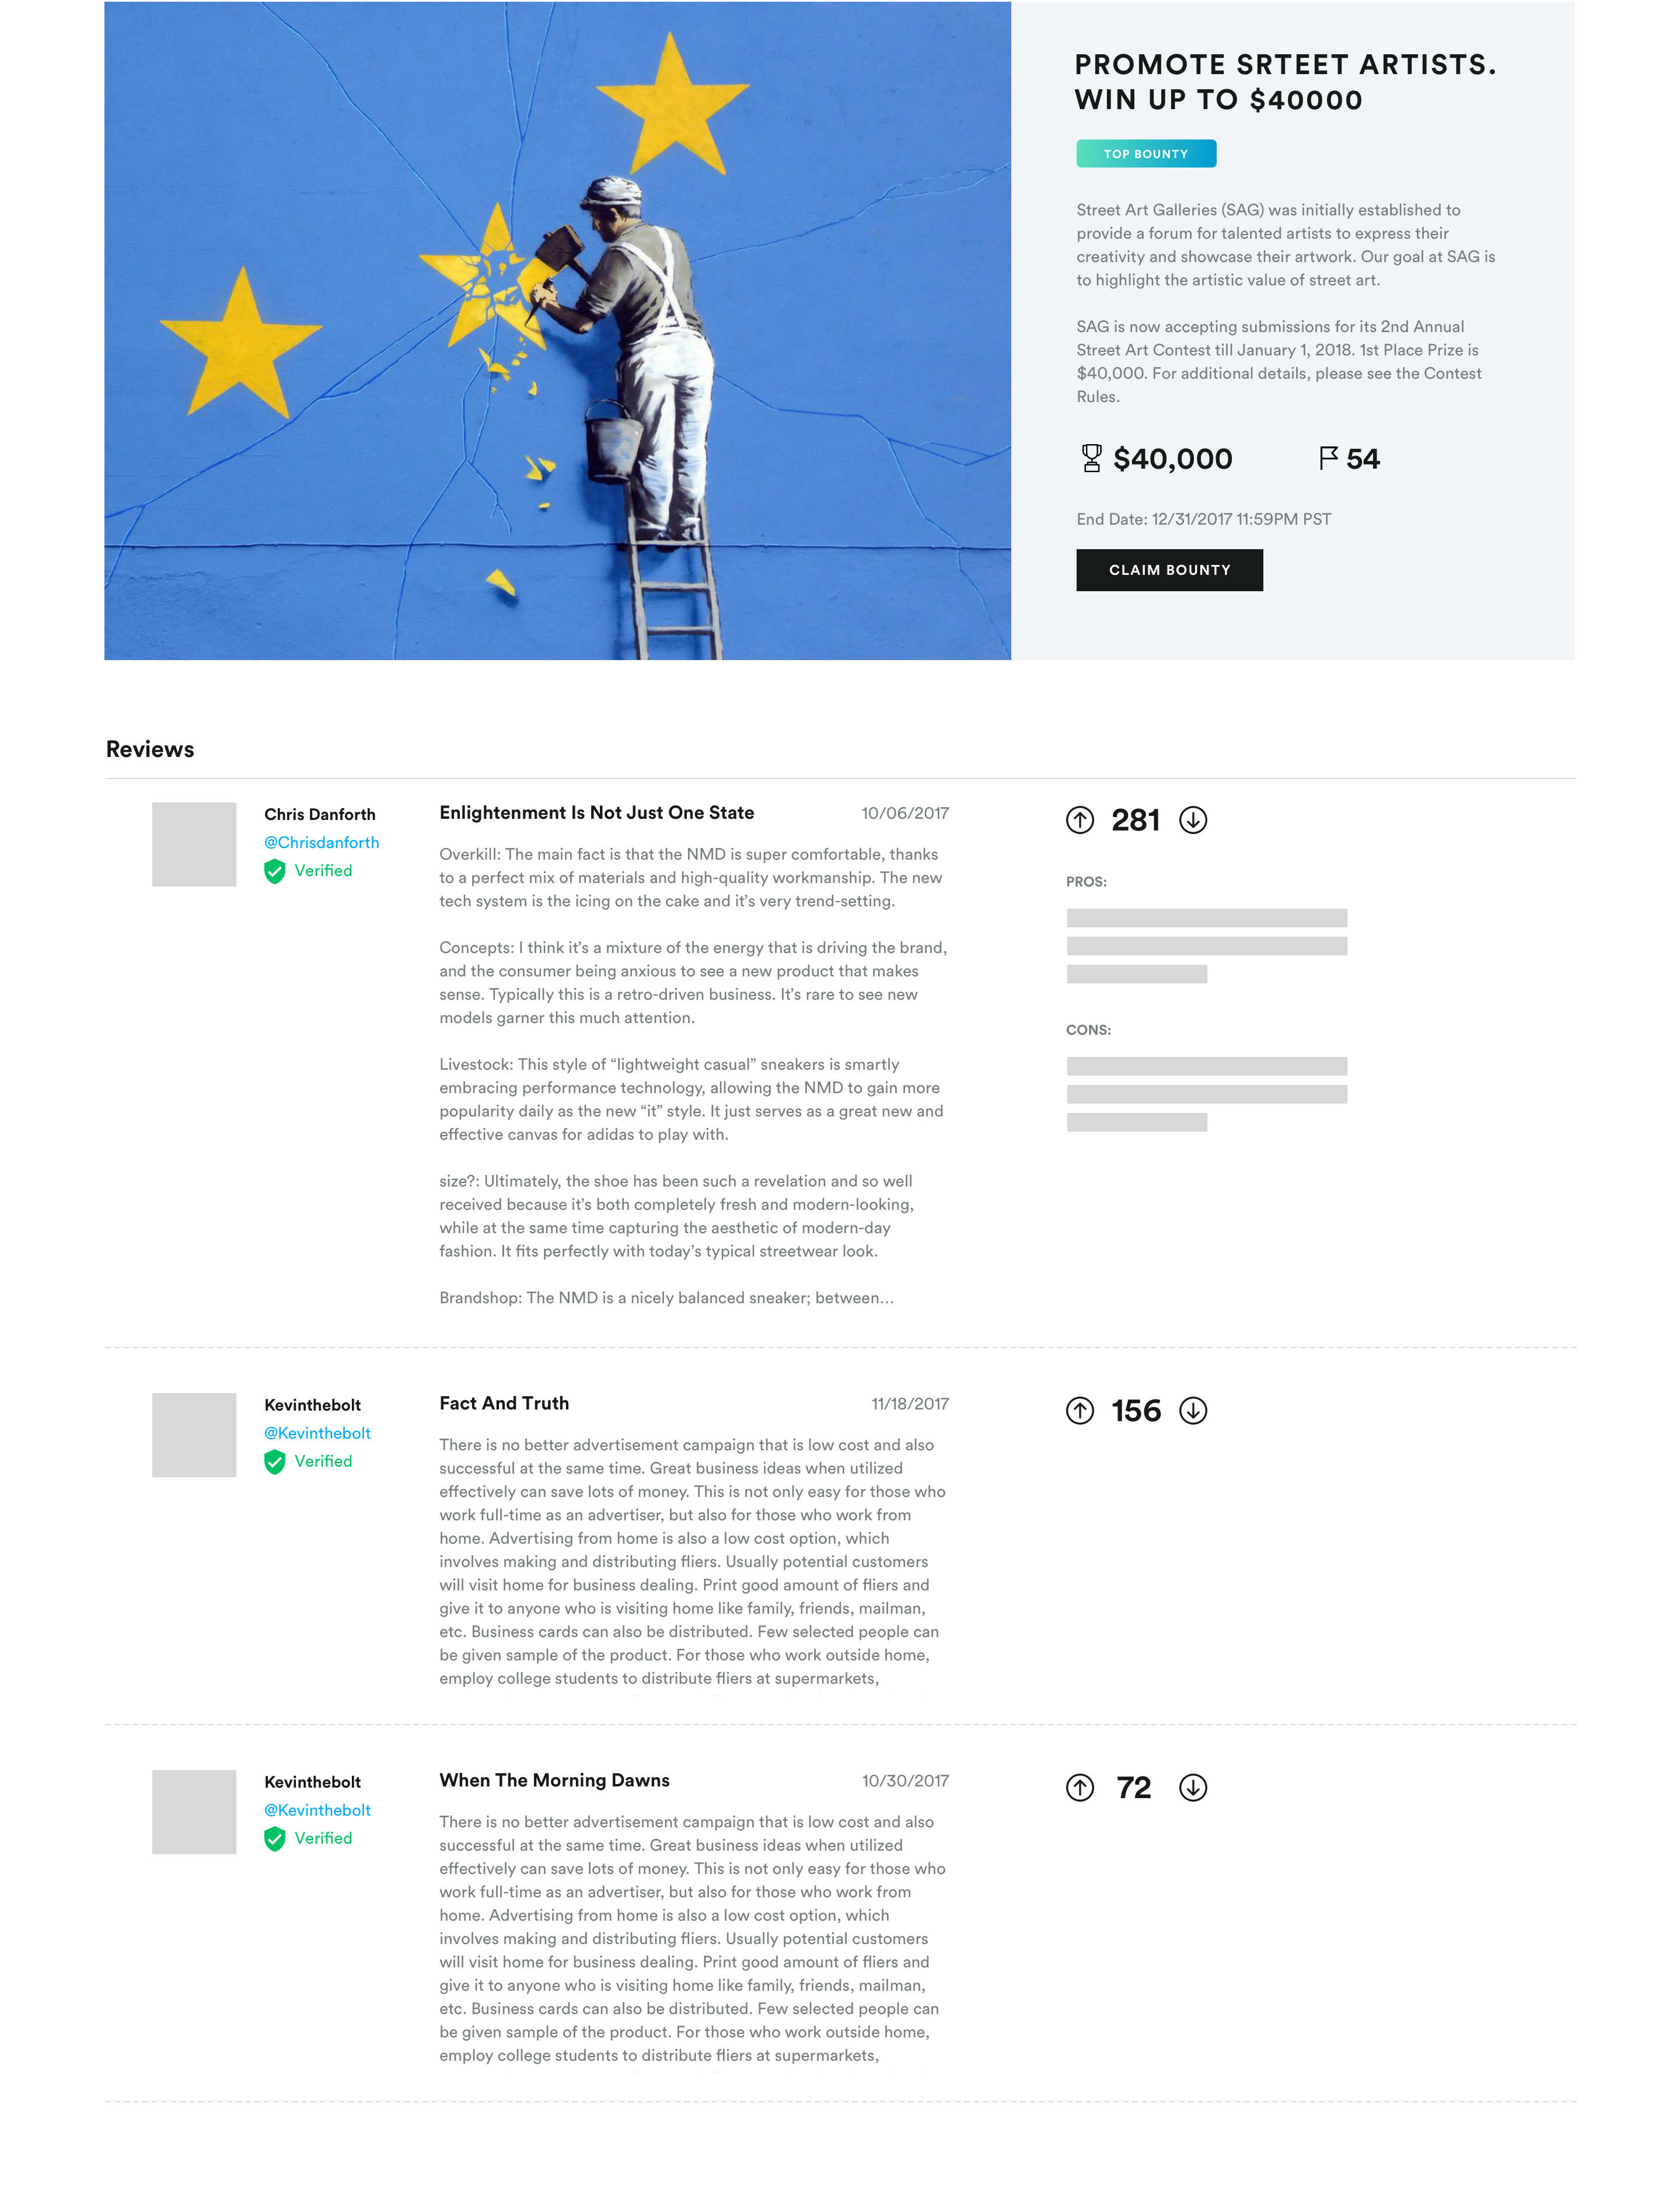 PROMOTE SRTEET ARTISTS.
WIN UP TO $40000
TOP BOUNTY
Street Art Galleries (SAG) was initially established to
provide a forum for talented artists to express their
creativity and showcase their artwork. Our goal at SAG is
to highlight the artistic value of street art.
SAG is now accepting submissions for its 2nd Annual
Street Art Contest till January 1, 2018. 1st Place Prize is
$40,000. For additional details, please see the Contest
Rules.
$40,000 54
End Date: 12/31/2017 11:59PM PST
CLAIM BOUNTY
Reviews
Chris Danforth
@Chrisdanforth
Verified
Enlightenment Is Not Just One State 10/06/2017
Overkill: The main fact is that the NMD is super comfortable, thanks
to a perfect mix of materials and high-quality workmanship. The new
tech system is the icing on the cake and it’s very trend-setting.
Concepts: I think it’s a mixture of the energy that is driving the brand,
and the consumer being anxious to see a new product that makes
sense. Typically this is a retro-driven business. It’s rare to see new
models garner this much attention.
Livestock: This style of “lightweight casual” sneakers is smartly
embracing performance technology, allowing the NMD to gain more
popularity daily as the new “it” style. It just serves as a great new and
effective canvas for adidas to play with.
size?: Ultimately, the shoe has been such a revelation and so well
received because it’s both completely fresh and modern-looking,
while at the same time capturing the aesthetic of modern-day
fashion. It fits perfectly with today’s typical streetwear look.
Brandshop: The NMD is a nicely balanced sneaker; between…
281
PROS:
CONS:
Kevinthebolt
@Kevinthebolt
Verified
Fact And Truth 11/18/2017
There is no better advertisement campaign that is low cost and also
successful at the same time. Great business ideas when utilized
effectively can save lots of money. This is not only easy for those who
work full-time as an advertiser, but also for those who work from
home. Advertising from home is also a low cost option, which
involves making and distributing fliers. Usually potential customers
will visit home for business dealing. Print good amount of fliers and
give it to anyone who is visiting home like family, friends, mailman,
etc. Business cards can also be distributed. Few selected people can
be given sample of the product. For those who work outside home,
employ college students to distribute fliers at supermarkets,
156
Kevinthebolt
@Kevinthebolt
Verified
When The Morning Dawns 10/30/2017
There is no better advertisement campaign that is low cost and also
successful at the same time. Great business ideas when utilized
effectively can save lots of money. This is not only easy for those who
work full-time as an advertiser, but also for those who work from
home. Advertising from home is also a low cost option, which
involves making and distributing fliers. Usually potential customers
will visit home for business dealing. Print good amount of fliers and
give it to anyone who is visiting home like family, friends, mailman,
etc. Business cards can also be distributed. Few selected people can
be given sample of the product. For those who work outside home,
employ college students to distribute fliers at supermarkets,
72